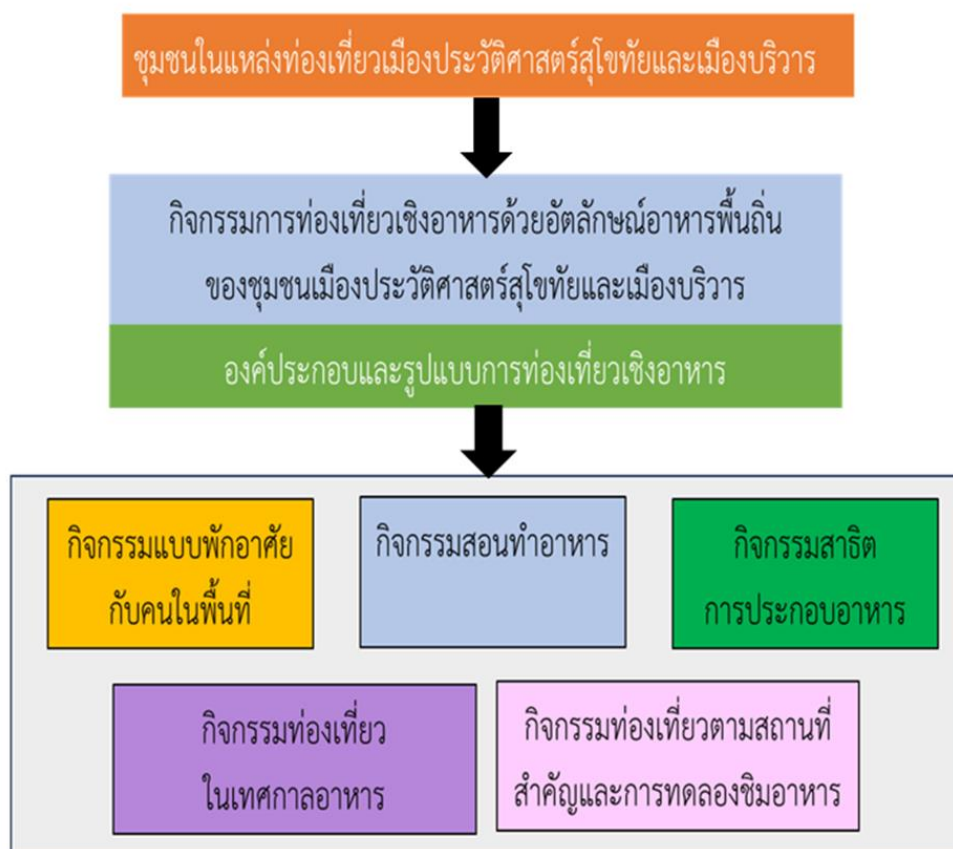 ชุมชนในแหล่งท่องเที่ยวเมืองประวัติศาสตร์สุโขทัยและเมืองบริวาร
กิจกรรมการท่องเที่ยวเชิงอาหารด้วยอัตลักษณ์อาหารพื้นถิ่น
ของชุมชนเมืองประวัติศาสตร์สุโขทัยและเมืองบริวาร
องค์ประกอบและรูปแบบการท่องเที่ยวเชิงอาหาร
กิจกรรมแบบพักอาศัย
กับคนในพื้นที่
กิจกรรมสอนทำอาหาร
กิจกรรมสาธิต
การประกอบอาหาร
กิจกรรมท่องเที่ยว
ในเทศกาลอาหาร
กิจกรรมท่องเที่ยวตามสถานที่
สำคัญและการทดลองชิมอาหาร